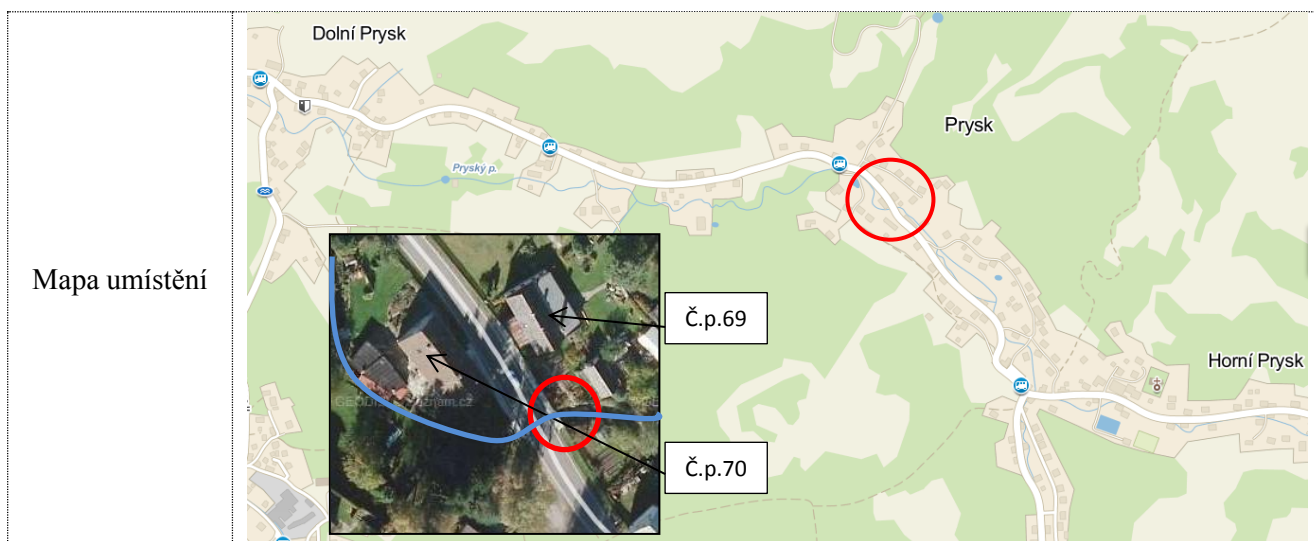 Mapa umístění
Dolní Prysk
Prysk
Pryský p.
Horní Prysk
Č.p.69
Č.p.70